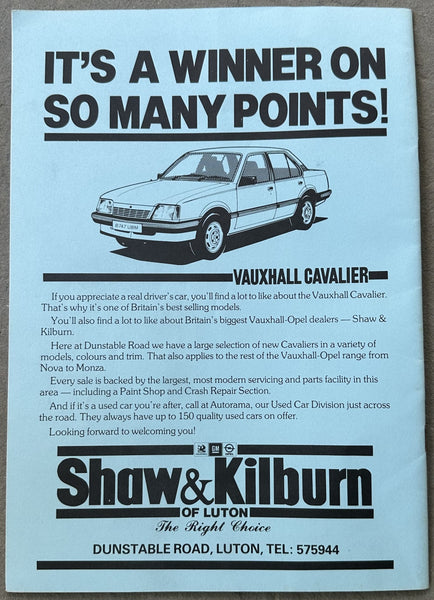 IT'S A WINNER ON
SO MANY POINTS!
B747 UBM
VAUXHALL CAVALIER
If you appreciate a real driver's car, you'll find a lot to like about the Vauxhall Cavalier.
That's why it's one of Britain's best selling models.
You'll also find a lot to like about Britain's biggest Vauxhall-Opel dealers — Shaw &
Kilburn.
Here at Dunstable Road we have a large selection of new Cavaliers in a variety of
models, colours and trim. That also applies to the rest of the Vauxhall-Opel range from
Nova to Monza.
Every sale is backed by the largest, most modern servicing and parts facility in this
area — including a Paint Shop and Crash Repair Section.
And if it's a used car you're after, call at Autorama, our Used Car Division just across
the road. They always have up to 150 quality used cars on offer.
Looking forward to welcoming you!
GM
Shaw&Kilburn
OF LUTON
The Right Choice
DUNSTABLE ROAD, LUTON, TEL: 575944